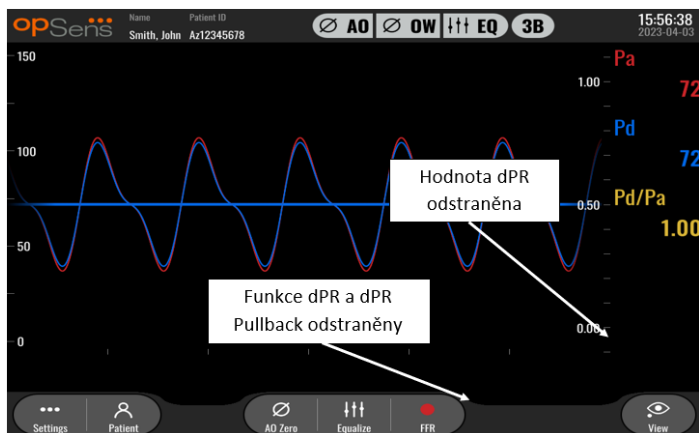 opSens
Name Patient ID
Smith, John Az12345678
AO OW EQ 3B
15:56:38
2023-04-03
150
100
50
0
1.00
0.50
0.00
Pa
72
Pd
72
Pd/Pa
1.00
Hodnota dPR
odstraněna
Funkce dPR a dPR
Pullback odstraněny
Settings Patient AO Zero Equalize FFR View